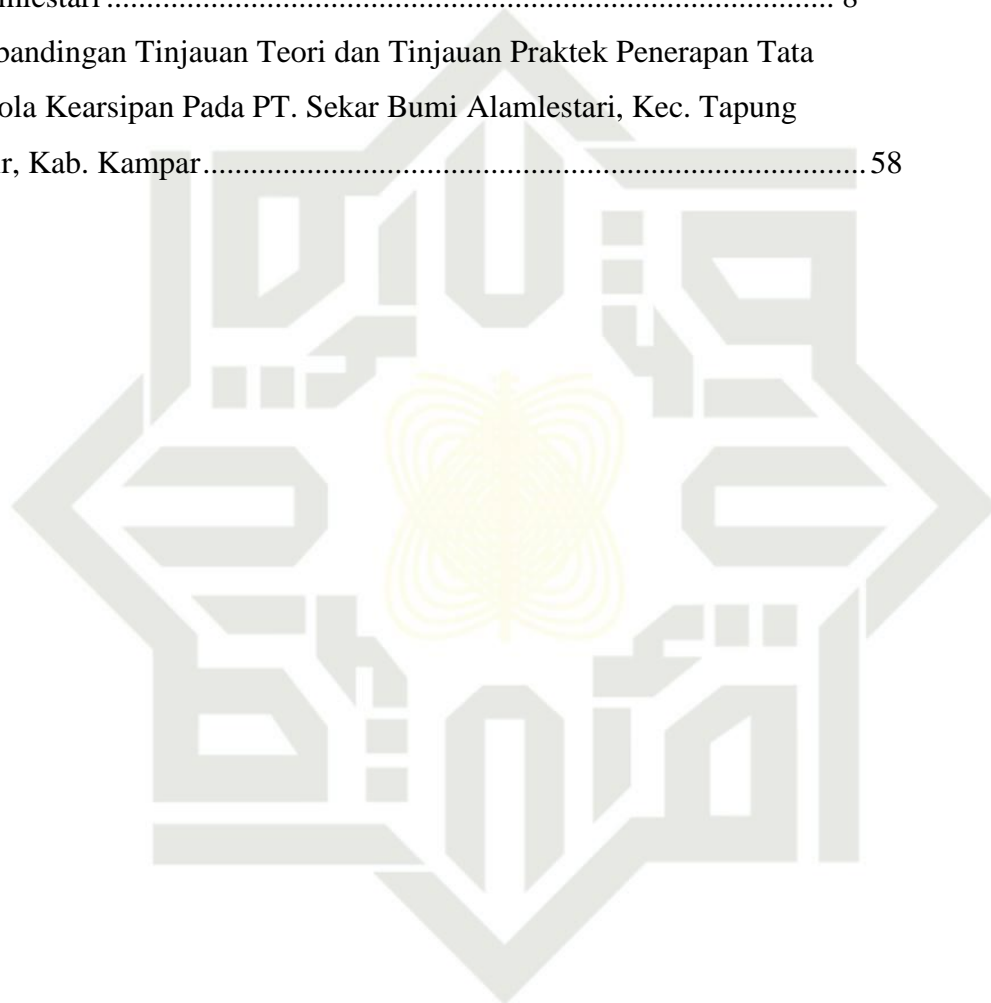 mlestari ........................................................................................... 8
bandingan Tinjauan Teori dan Tinjauan Praktek Penerapan Tata
ola Kearsipan Pada PT. Sekar Bumi Alamlestari, Kec. Tapung
r, Kab. Kampar ................................................................................... 58